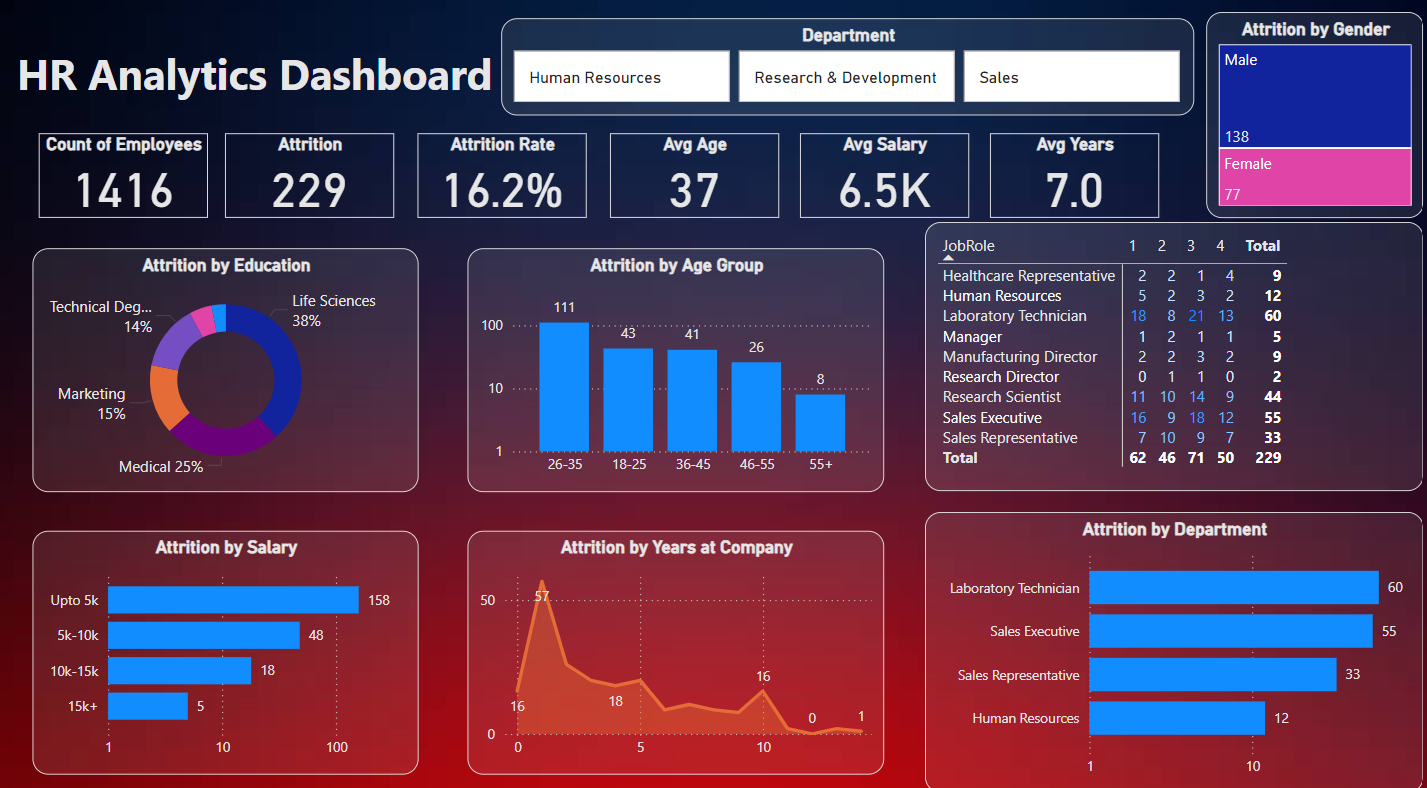 HR Analytics Dashboard
Department
Human Resources
Research & Development
Sales
Attrition by Gender
Male
138
Female
77
Count of Employees
1416
Attrition
229
Attrition Rate
16.2%
Avg Age
37
Avg Salary
6.5K
Avg Years
7.0
Attrition by Education
Life Sciences
38%
Technical Deg...
14%
Marketing
15%
Medical 25%
Attrition by Age Group
100
10
1
111
43
41
26
8
26-35 18-25 36-45 46-55 55+
JobRole 1 2 3 4 Total
Healthcare Representative 2 2 1 4 9
Human Resources 5 2 3 2 12
Laboratory Technician 18 8 21 13 60
Manager 1 2 1 1 5
Manufacturing Director 2 2 3 2 9
Research Director 0 1 1 0 2
Research Scientist 11 10 14 9 44
Sales Executive 16 9 18 12 55
Sales Representative 7 10 9 7 33
Total 62 46 71 50 229
Attrition by Salary
Upto 5k 158
5k-10k 48
10k-15k 18
15k+ 5
1 10 100
Attrition by Years at Company
50
0
57
16
18
16
0
1
0 5 10
Attrition by Department
Laboratory Technician 60
Sales Executive 55
Sales Representative 33
Human Resources 12
1 10